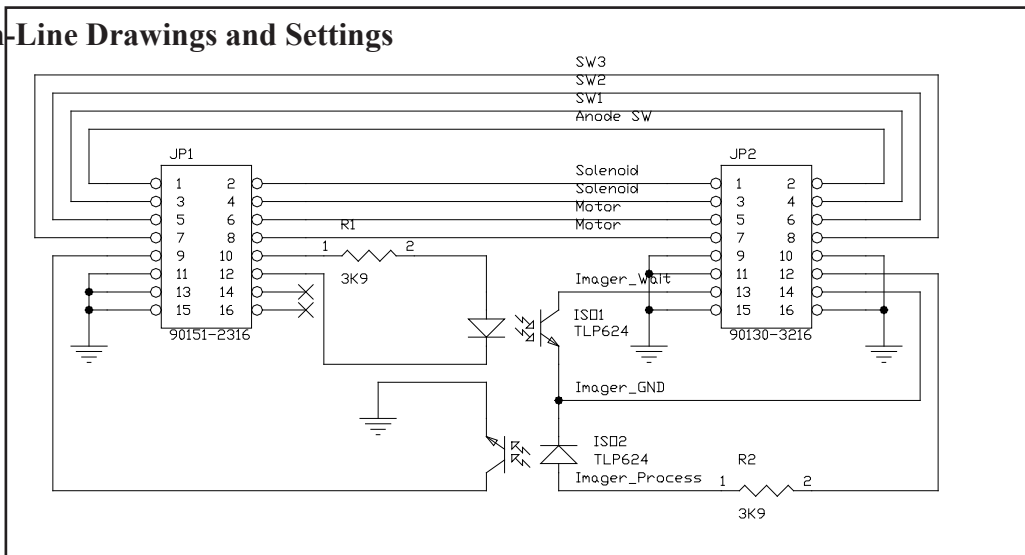 n-Line Drawings and Settings
SW3
SW2
SW1
Anode SW
JP1
JP2
1 2
3 4
5 6
7 8
9 10
11 12
13 14
15 16
90151-2316
Solenoid
Solenoid
Motor
Motor
1 2
3 4
5 6
7 8
9 10
11 12
13 14
15 16
90130-3216
R1
1 2
3K9
Imager_Wait
ISO1
TLP624
Imager_GND
ISO2
TLP624
Imager_Process
R2
1 2
3K9